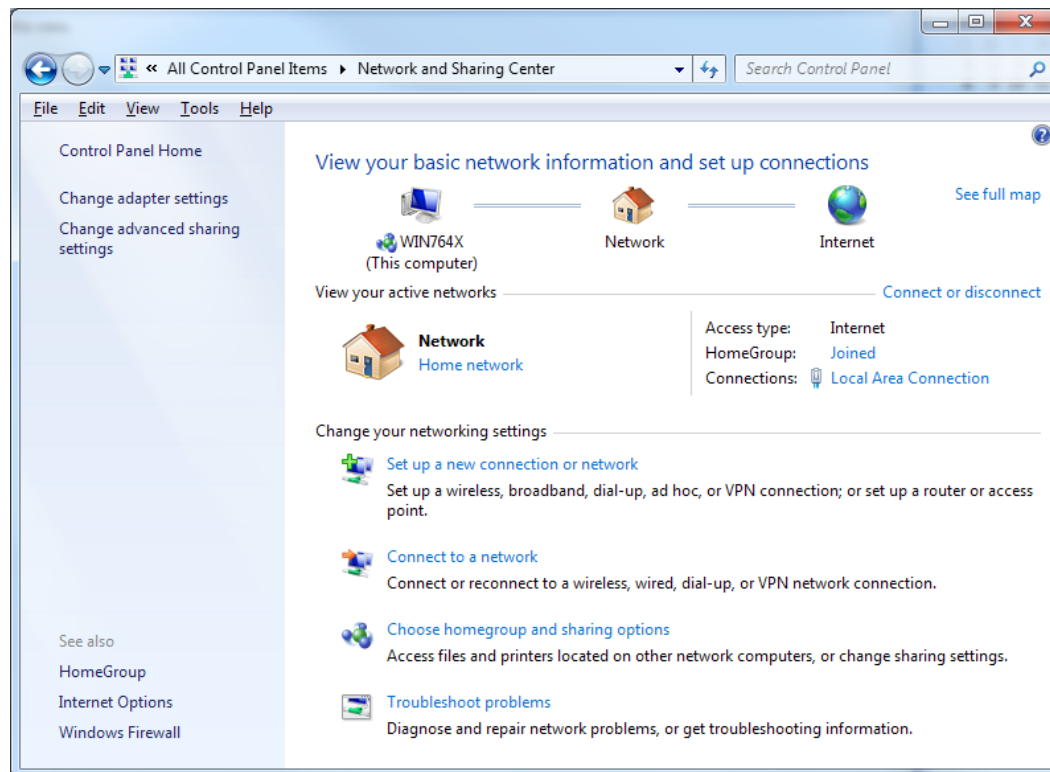 « All Control Panel Items ▸ Network and Sharing Center
Search Control Panel
File Edit View Tools Help
Control Panel Home
Change adapter settings
Change advanced sharing
settings
View your basic network information and set up connections
See full map
WIN764X
(This computer)
Network
Internet
View your active networks
Connect or disconnect
Network
Home network
Access type: Internet
HomeGroup: Joined
Connections: Local Area Connection
Change your networking settings
Set up a new connection or network
Set up a wireless, broadband, dial-up, ad hoc, or VPN connection; or set up a router or access
point.
Connect to a network
Connect or reconnect to a wireless, wired, dial-up, or VPN network connection.
Choose homegroup and sharing options
Access files and printers located on other network computers, or change sharing settings.
Troubleshoot problems
Diagnose and repair network problems, or get troubleshooting information.
See also
HomeGroup
Internet Options
Windows Firewall